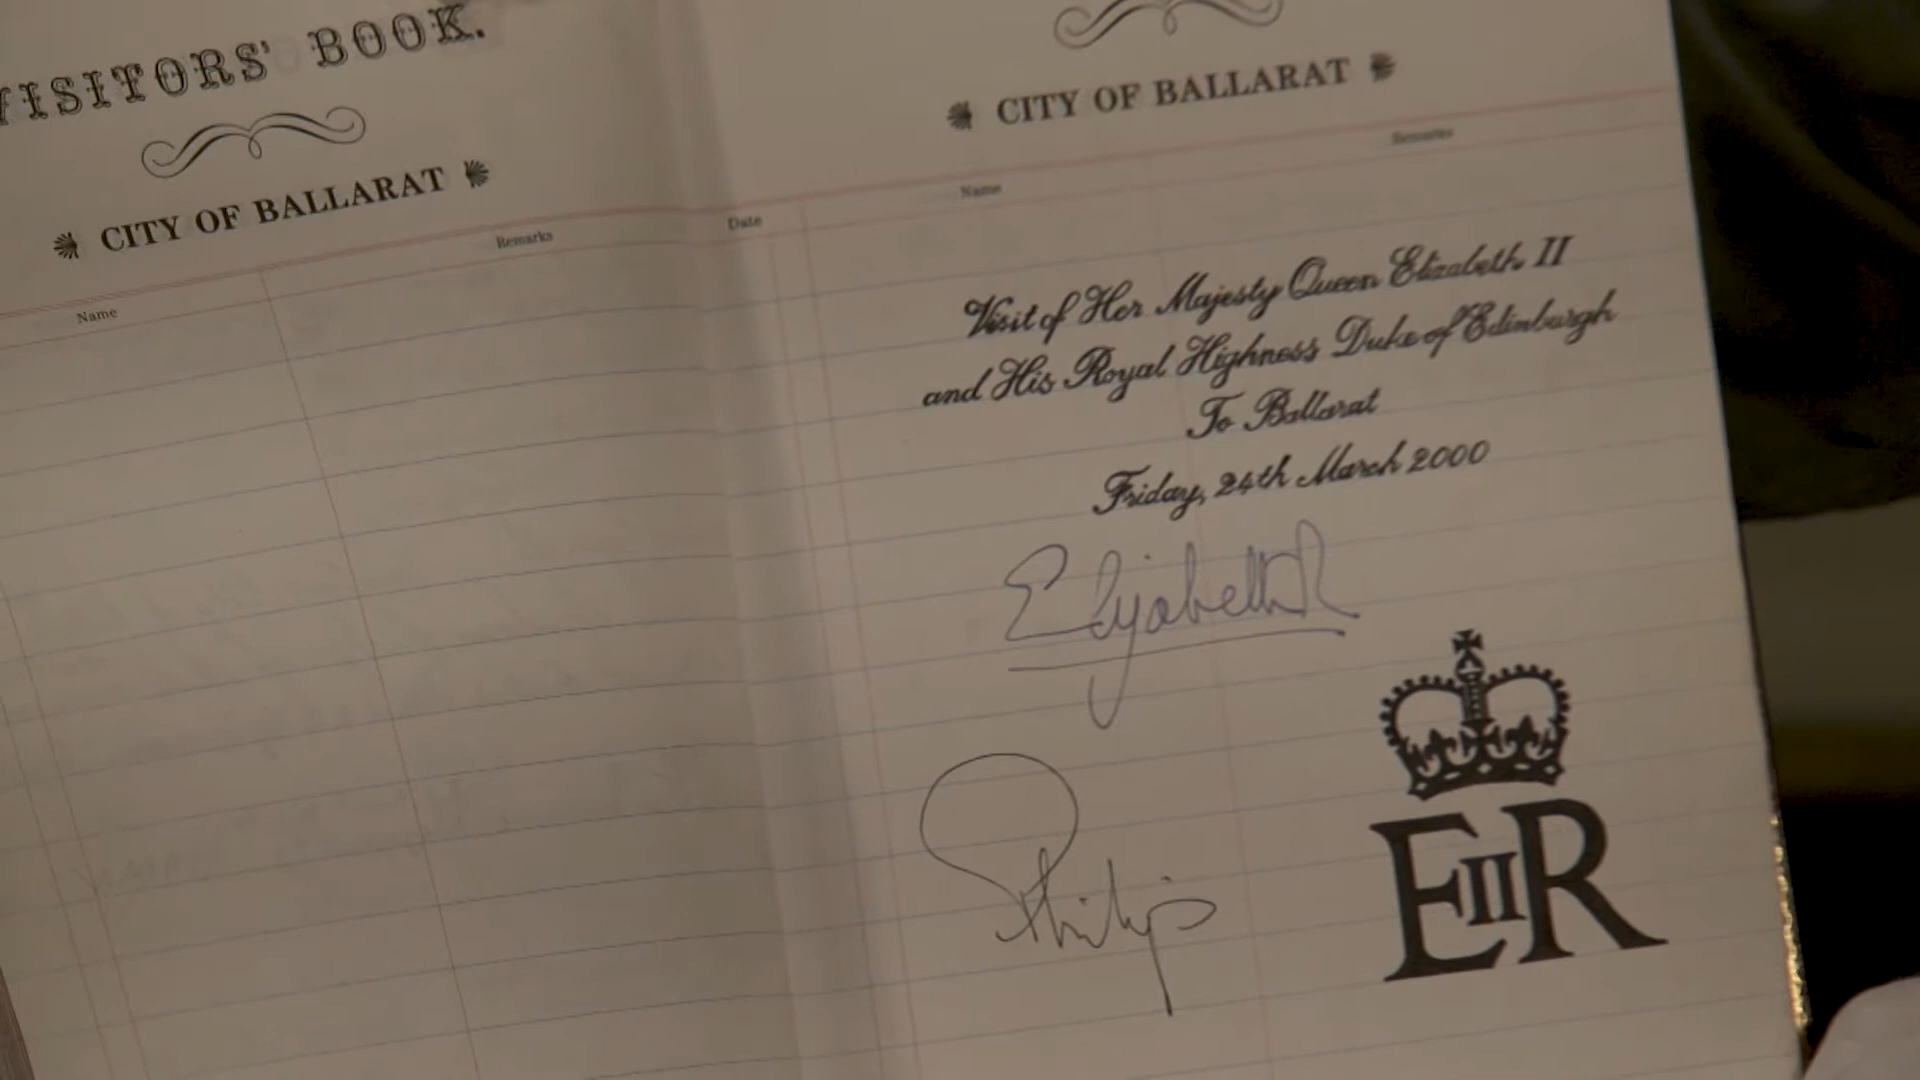 VISITORS' BOOK.
CITY OF BALLARAT
Name
Remarks
CITY OF BALLARAT
Date
Name
Remarks
Visit of Her Majesty Queen Elizabeth II
and His Royal Highness Duke of Edinburgh
To Ballarat
Friday, 24th March 2000
Elizabeth R
Philip
EIIR